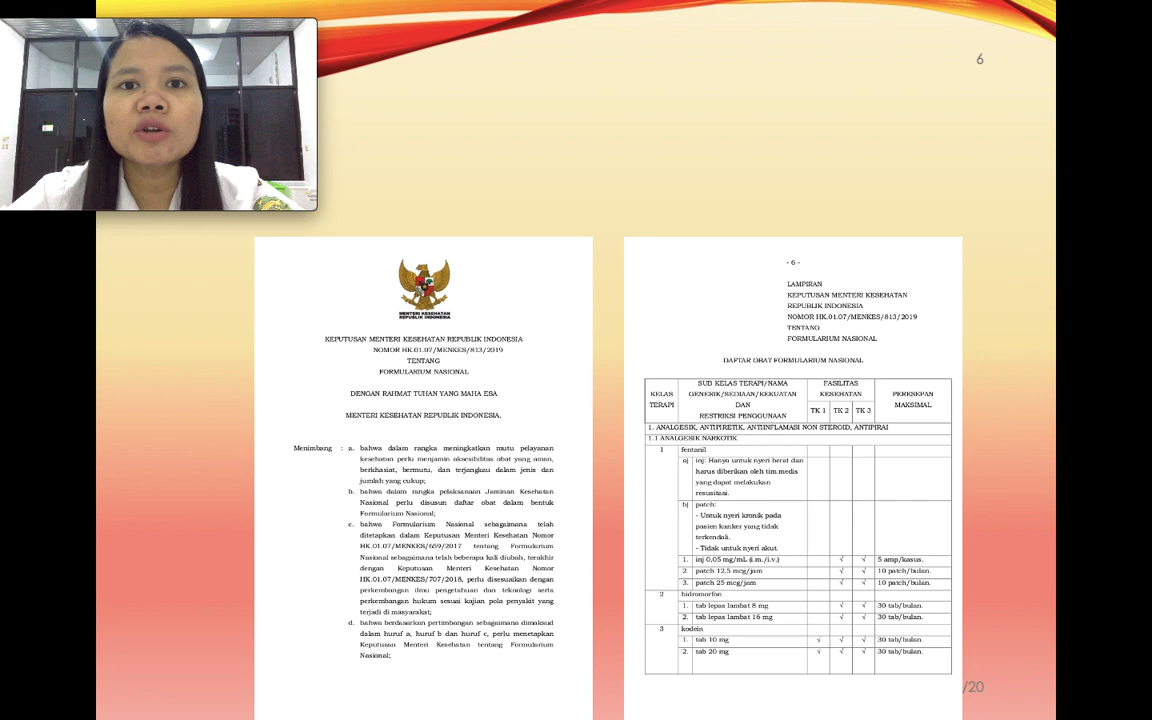 6
MENTERI KESEHATAN
REPUBLIK INDONESIA
KEPUTUSAN MENTERI KESEHATAN REPUBLIK INDONESIA
NOMOR HK.01.07/MENKES/813/2019
TENTANG
FORMULARIUM NASIONAL
DENGAN RAHMAT TUHAN YANG MAHA ESA
MENTERI KESEHATAN REPUBLIK INDONESIA,
Menimbang : a. bahwa dalam rangka meningkatkan mutu pelayanan
kesehatan perlu menjamin aksesibilitas obat yang aman,
berkhasiat, bermutu, dan terjangkau dalam jenis dan
jumlah yang cukup;
b. bahwa dalam rangka pelaksanaan Jaminan Kesehatan
Nasional perlu disusun daftar obat dalam bentuk
Formularium Nasional;
c. bahwa Formularium Nasional sebagaimana telah
ditetapkan dalam Keputusan Menteri Kesehatan Nomor
HK.01.07/MENKES/659/2017 tentang Formularium
Nasional sebagaimana telah beberapa kali diubah, terakhir
dengan Keputusan Menteri Kesehatan Nomor
HK.01.07/MENKES/707/2018, perlu disesuaikan dengan
perkembangan ilmu pengetahuan dan teknologi serta
perkembangan hukum sesuai kajian pola penyakit yang
terjadi di masyarakat;
d. bahwa berdasarkan pertimbangan sebagaimana dimaksud
dalam huruf a, huruf b dan huruf c, perlu menetapkan
Keputusan Menteri Kesehatan tentang Formularium
Nasional;
- 6 -
LAMPIRAN
KEPUTUSAN MENTERI KESEHATAN
REPUBLIK INDONESIA
NOMOR HK.01.07/MENKES/813/2019
TENTANG
FORMULARIUM NASIONAL
DAFTAR OBAT FORMULARIUM NASIONAL
KELAS TERAPI
SUB KELAS TERAPI/NAMA
GENERIK/SEDIAAN/KEKUATAN
DAN
RESTRIKSI PENGGUNAAN
FASILITAS
KESEHATAN
TK 1 TK 2 TK 3
PERESEPAN
MAKSIMAL
1. ANALGESIK, ANTIPIRETIK, ANTIINFLAMASI NON STEROID, ANTIPIRAI
1.1 ANALGESIK NARKOTIK
1 fentanil
a) inj: Hanya untuk nyeri berat dan
harus diberikan oleh tim medis
yang dapat melakukan
resusitasi.
b) patch:
- Untuk nyeri kronik pada
pasien kanker yang tidak
terkendali.
- Tidak untuk nyeri akut.
1. inj 0,05 mg/mL (i.m./i.v.) √ √ 5 amp/kasus.
2. patch 12,5 mcg/jam √ √ 10 patch/bulan.
3. patch 25 mcg/jam √ √ 10 patch/bulan.
2 hidromorfon
1. tab lepas lambat 8 mg √ √ 30 tab/bulan.
2. tab lepas lambat 16 mg √ √ 30 tab/bulan.
3 kodein
1. tab 10 mg √ √ √ 30 tab/bulan.
2. tab 20 mg √ √ √ 30 tab/bulan.
/20